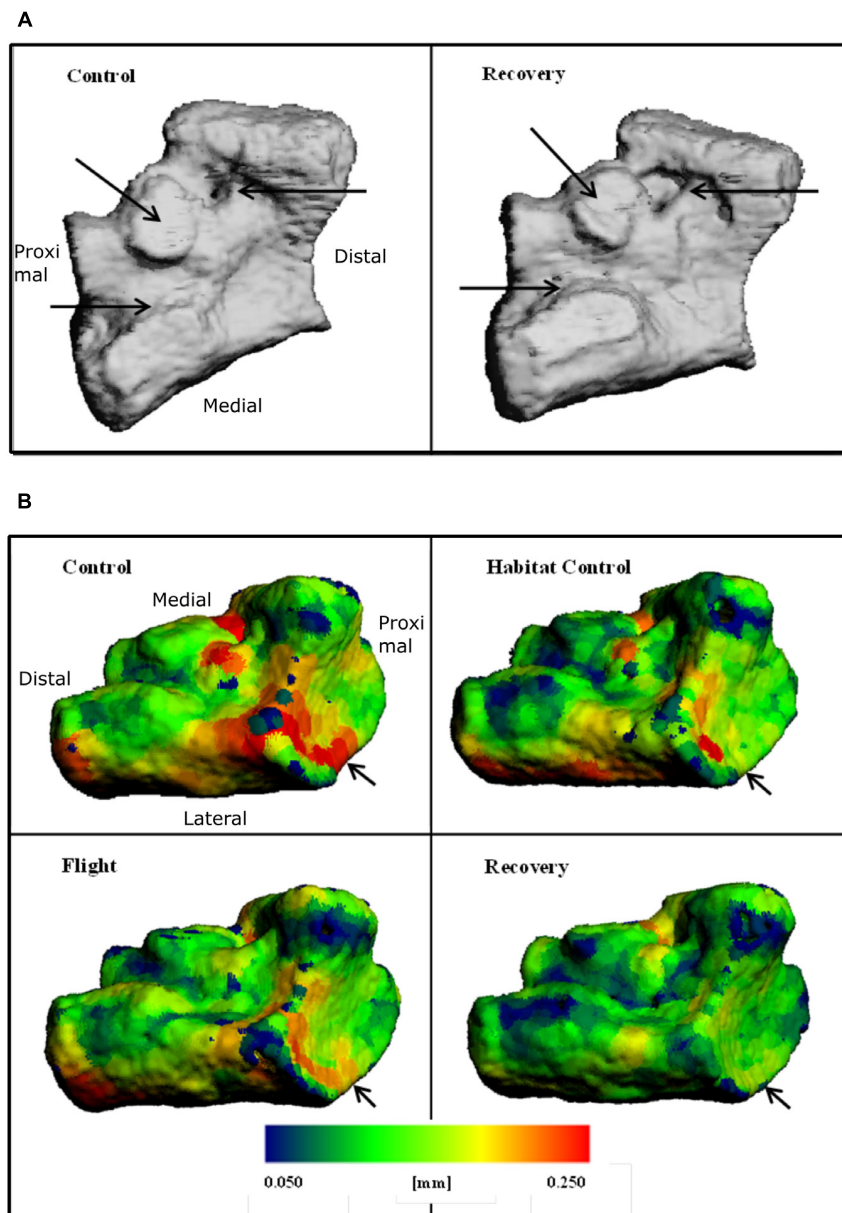 A
Control
Recovery
Proxi
mal
Distal
Medial
B
Control
Habitat Control
Medial
Proxi
mal
Distal
Lateral
Flight
Recovery
0.050 [mm] 0.250